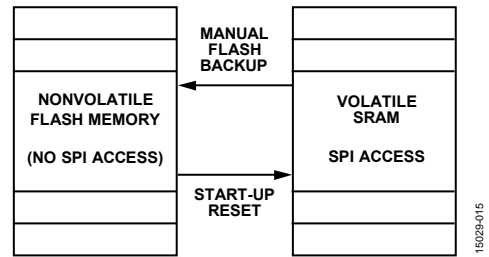 MANUAL
FLASH
BACKUP
NONVOLATILE
FLASH MEMORY
(NO SPI ACCESS)
VOLATILE
SRAM
SPI ACCESS
START-UP
RESET
15029-015